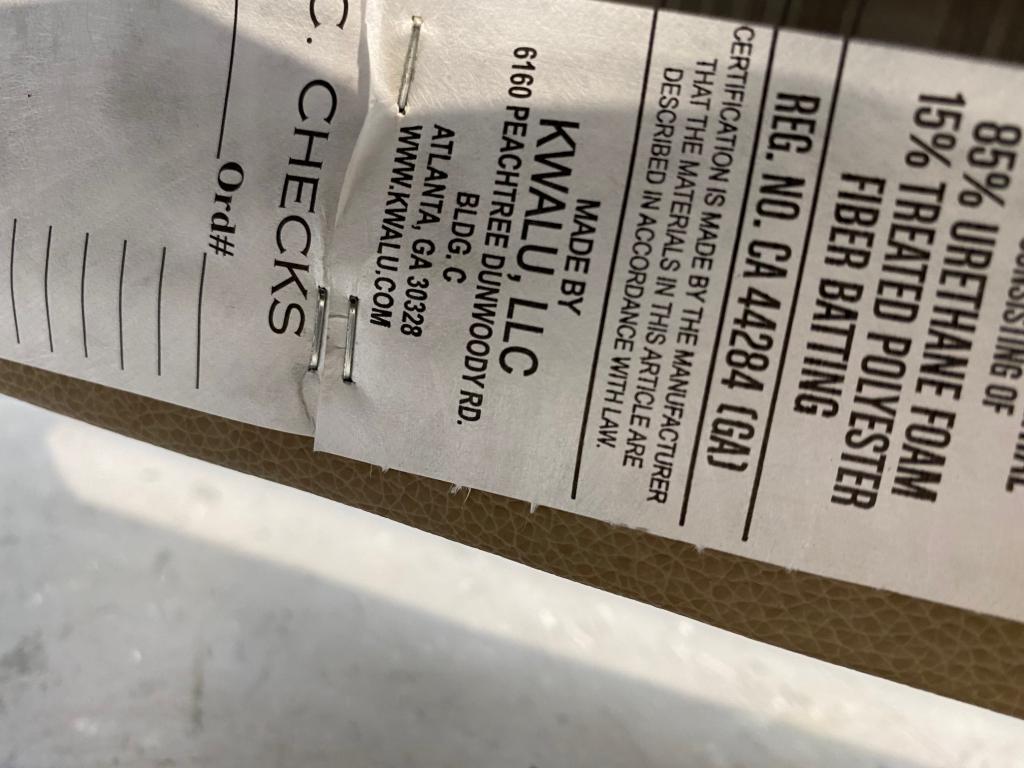 CONSISTING OF
85% URETHANE FOAM
15% TREATED POLYESTER
FIBER BATTING
REG. NO. CA 44284 (GA)
CERTIFICATION IS MADE BY THE MANUFACTURER
THAT THE MATERIALS IN THIS ARTICLE ARE
DESCRIBED IN ACCORDANCE WITH LAW.
MADE BY
KWALU, LLC
6160 PEACHTREE DUNWOODY RD.
BLDG. C
ATLANTA, GA 30328
WWW.KWALU.COM
C. CHECKS
Ord#